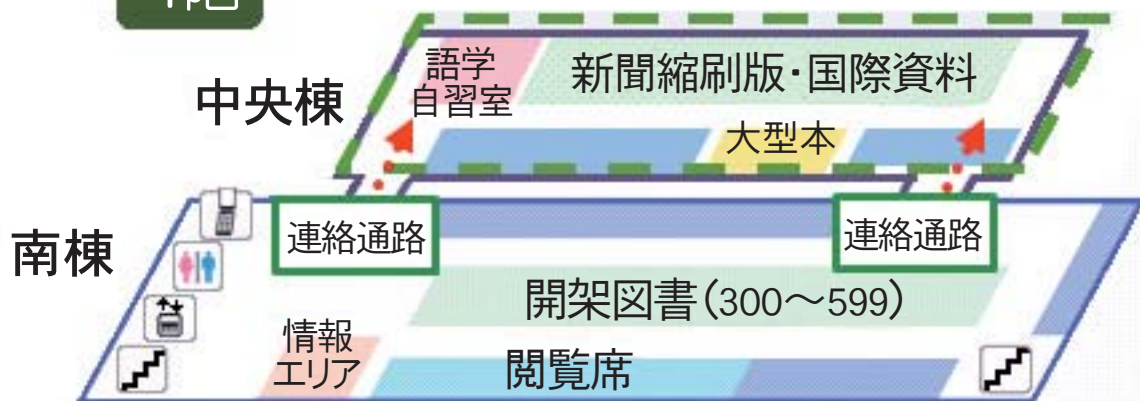 語学
自習室
新聞縮刷版・国際資料
中央棟
大型本
連絡通路
連絡通路
南棟
開架図書(300〜599)
情報
エリア
閲覧席